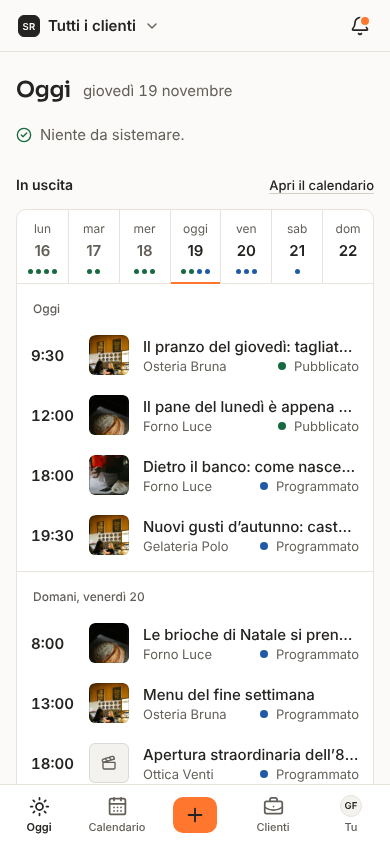 SR Tutti i clienti
Oggi giovedì 19 novembre
Niente da sistemare.
In uscita Apri il calendario
lun mar mer oggi ven sab dom
16 17 18 19 20 21 22
Oggi
9:30 Il pranzo del giovedì: tagliat...
Osteria Bruna Pubblicato
12:00 Il pane del lunedì è appena ...
Forno Luce Pubblicato
18:00 Dietro il banco: come nasce...
Forno Luce Programmato
19:30 Nuovi gusti d’autunno: cast...
Gelateria Polo Programmato
Domani, venerdì 20
8:00 Le brioche di Natale si pren...
Forno Luce Programmato
13:00 Menu del fine settimana
Osteria Bruna Programmato
18:00 Apertura straordinaria dell’8...
Ottica Venti Programmato
GF
Oggi Calendario Clienti Tu